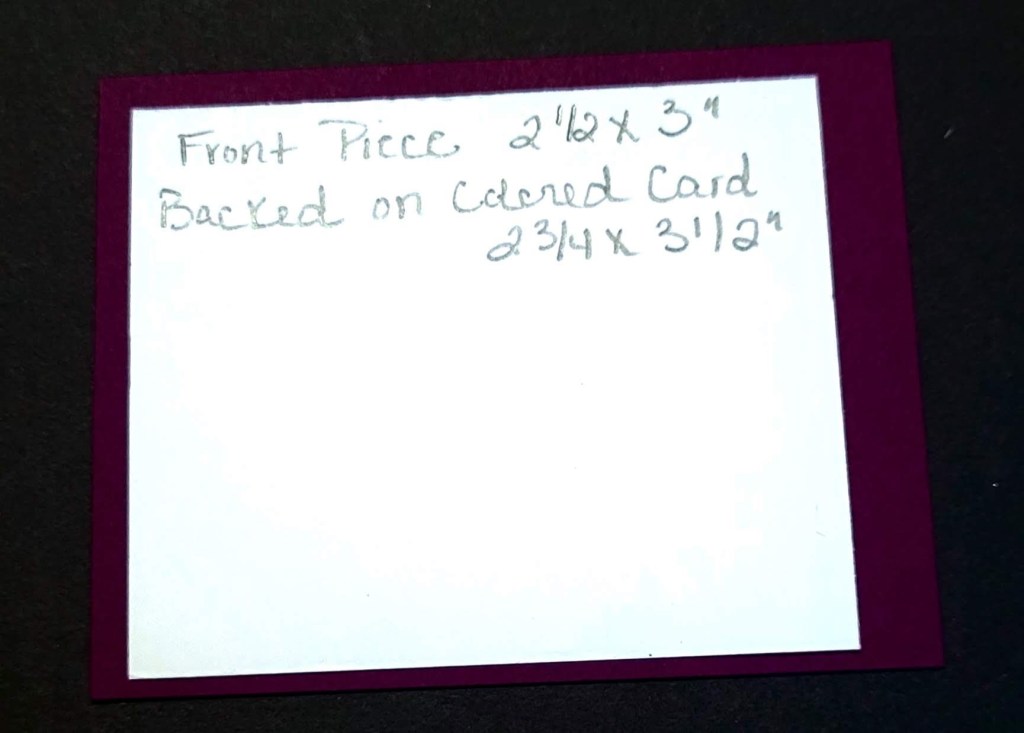 Front Piece 2 1/2 x 3"
Backed on Colored Card
2 3/4 x 3 1/2"